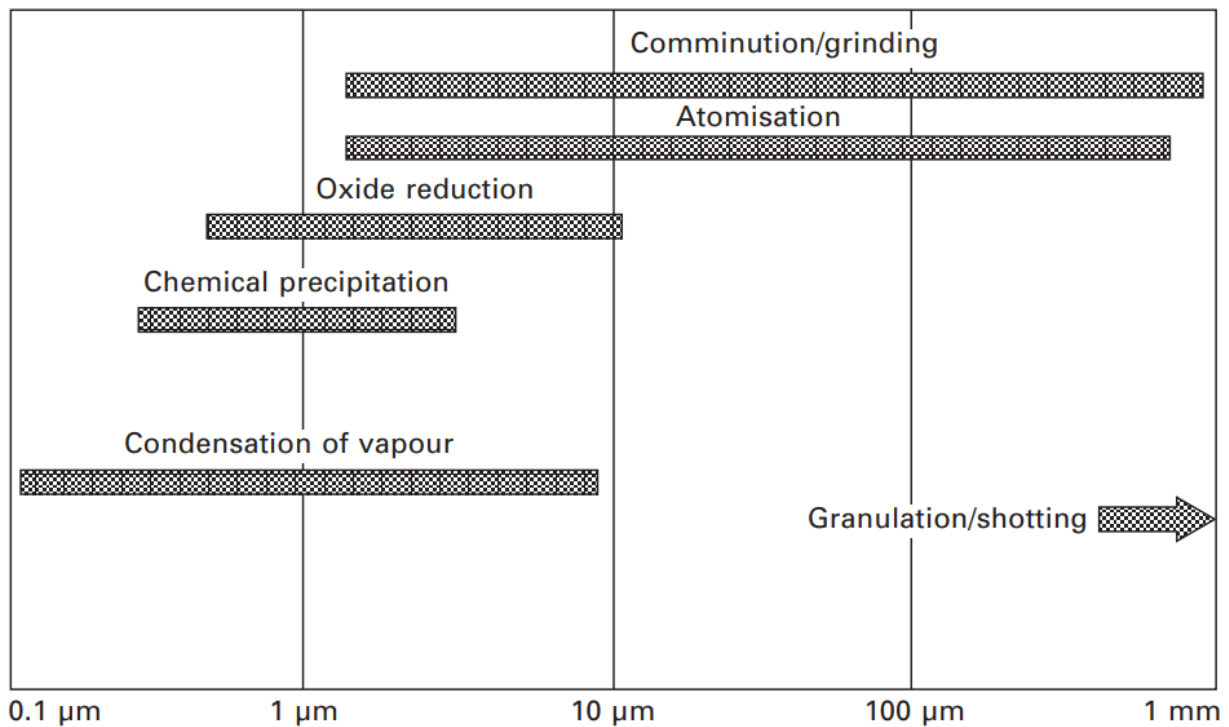 Comminution/grinding
Atomisation
Oxide reduction
Chemical precipitation
Condensation of vapour
Granulation/shotting
0.1 μm 1 μm 10 μm 100 μm 1 mm